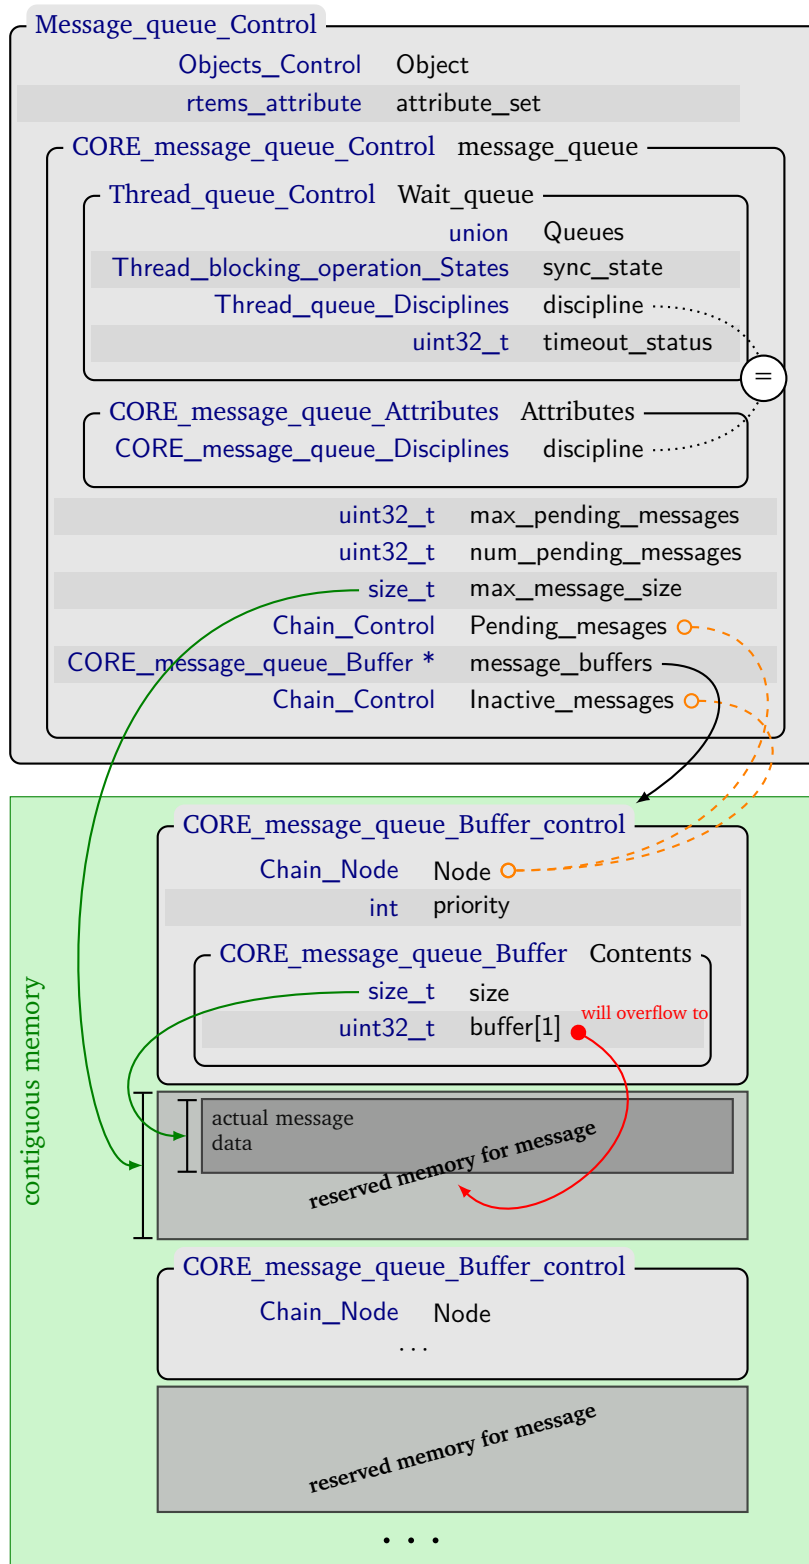 Message_queue_Control
Objects_Control Object
rtems_attribute attribute_set
CORE_message_queue_Control message_queue
Thread_queue_Control Wait_queue
union Queues
Thread_blocking_operation_States sync_state
Thread_queue_Disciplines discipline
uint32_t timeout_status
=
CORE_message_queue_Attributes Attributes
CORE_message_queue_Disciplines discipline
uint32_t max_pending_messages
uint32_t num_pending_messages
size_t max_message_size
Chain_Control Pending_mesages
CORE_message_queue_Buffer * message_buffers
Chain_Control Inactive_messages
contiguous memory
CORE_message_queue_Buffer_control
Chain_Node Node
int priority
CORE_message_queue_Buffer Contents
size_t size
uint32_t buffer[1] will overflow to
actual message
data
reserved memory for message
CORE_message_queue_Buffer_control
Chain_Node Node
...
reserved memory for message
...